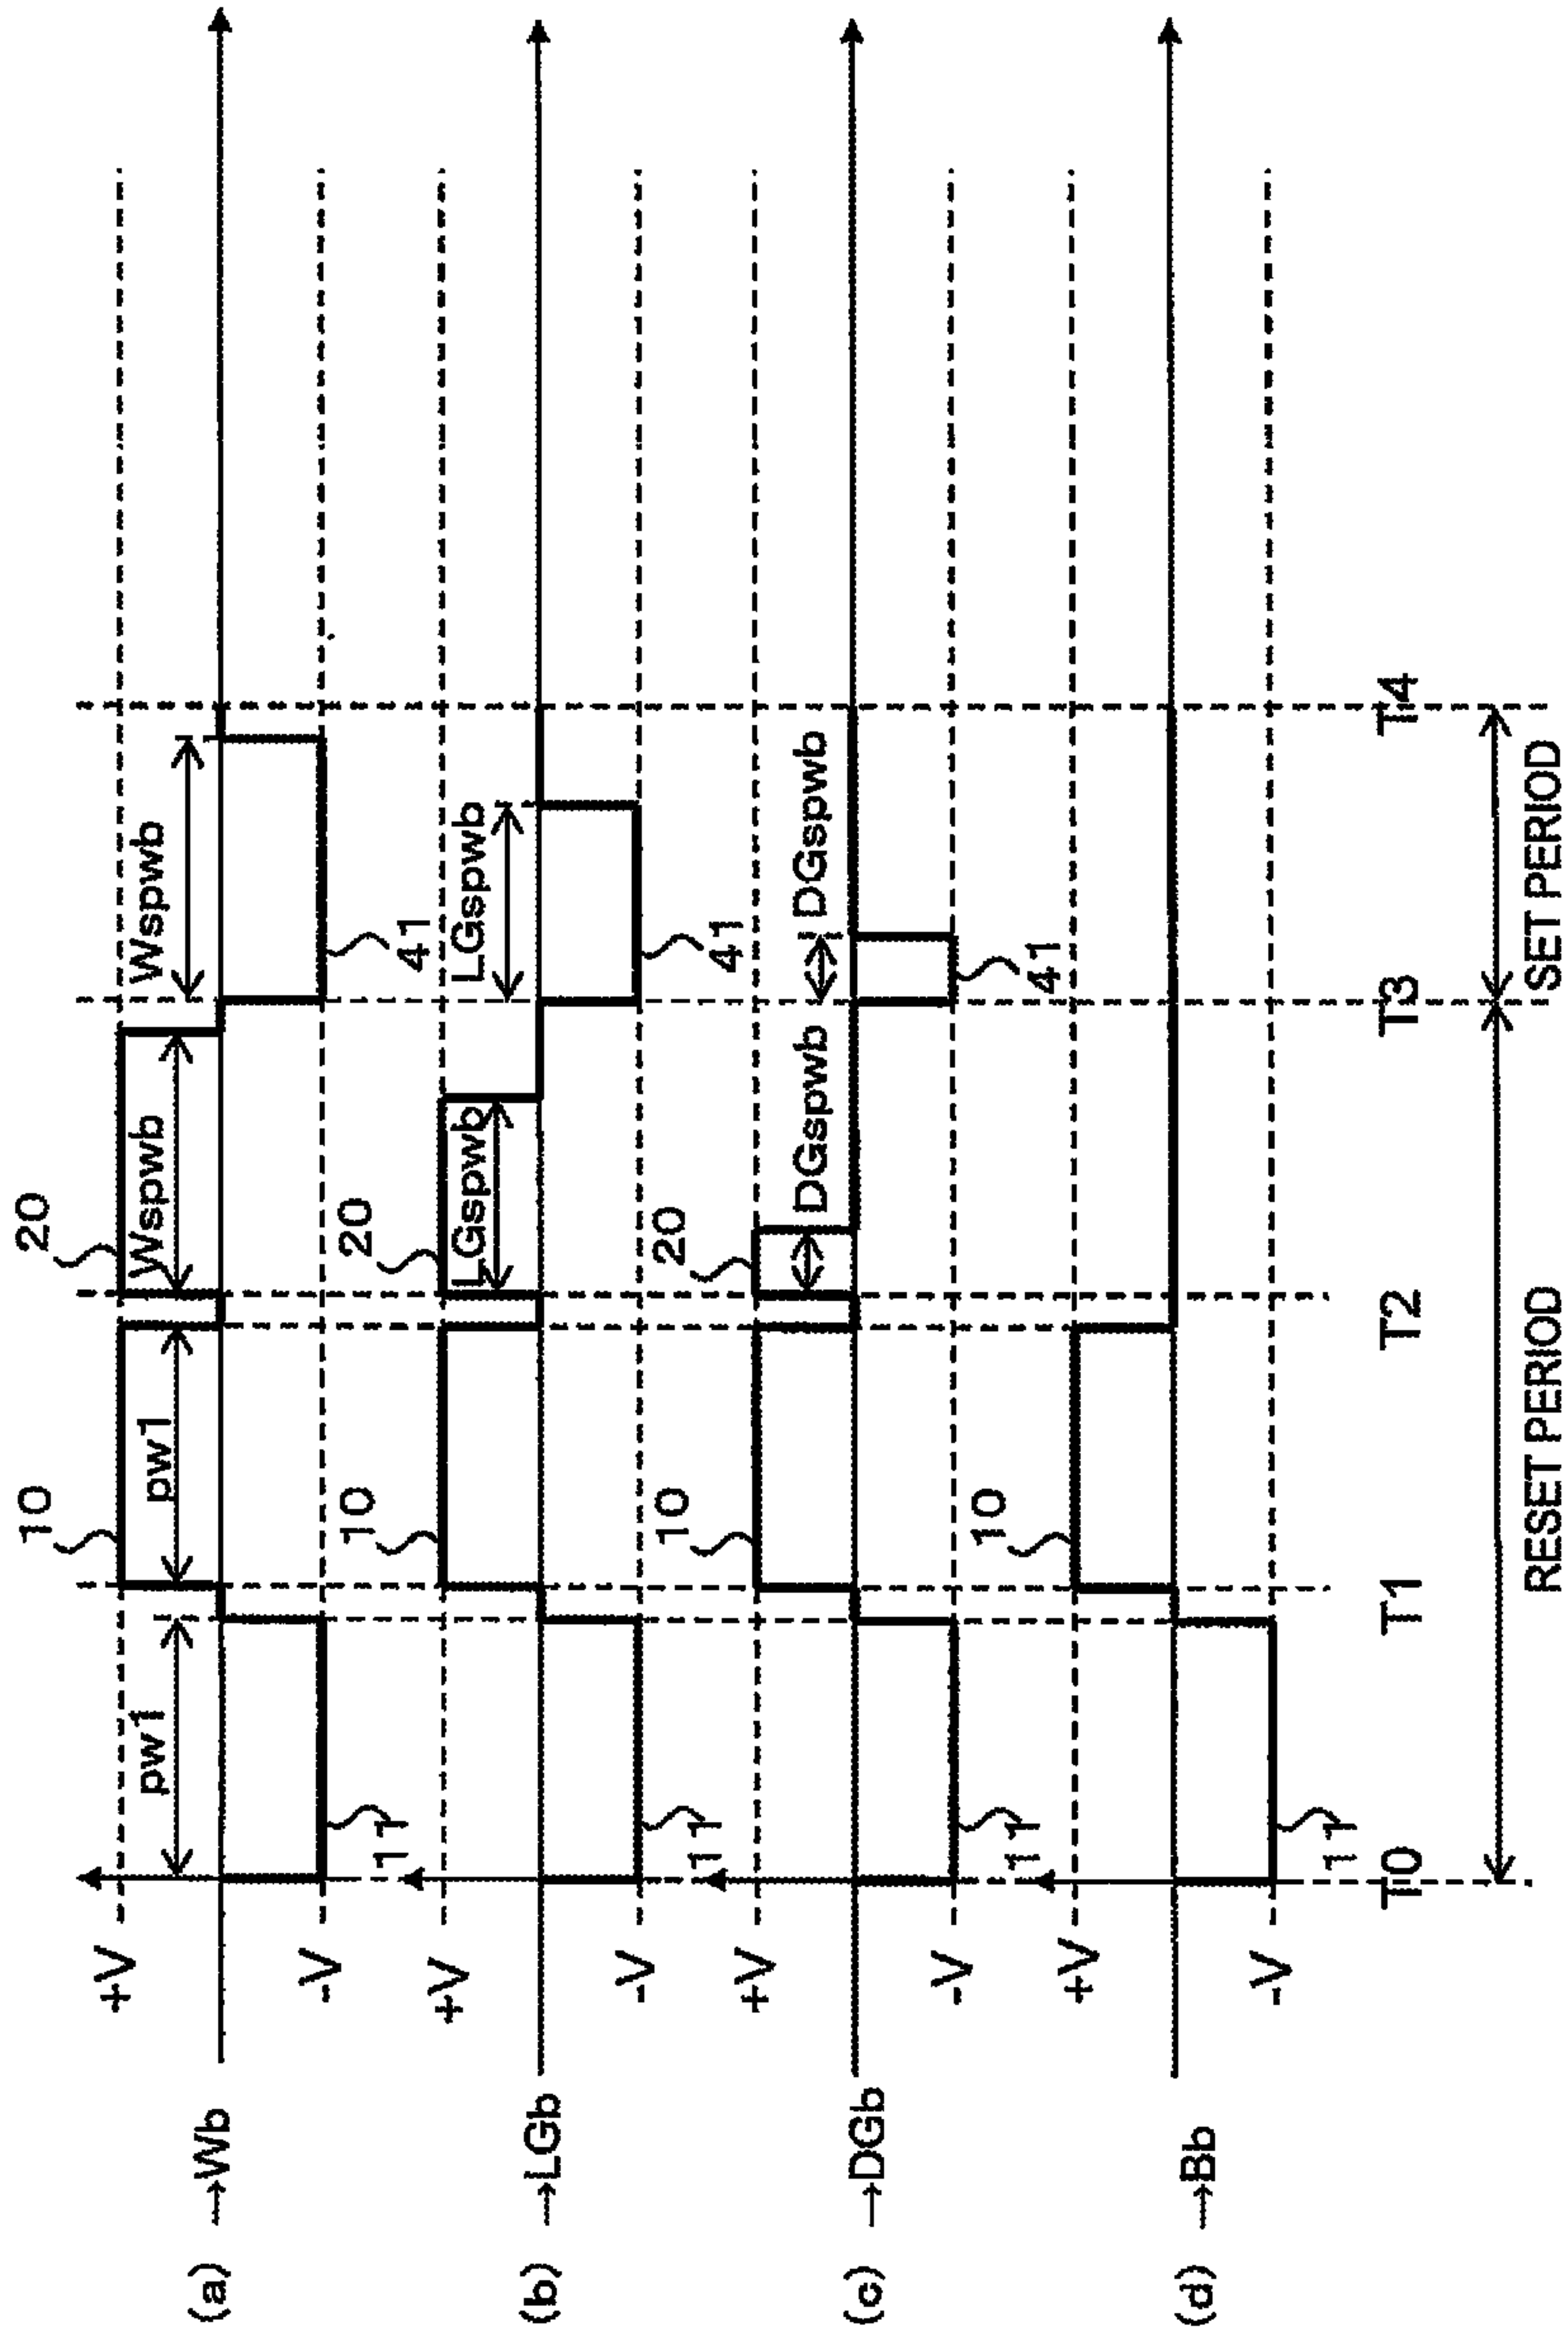 (a) →Wb
+V
-V
pw1
pw1
Wspwb
Wspwb
11
10
20
41
(b) →LGb
+V
-V
LGspwb
LGspwb
11
10
20
41
(c) →DGb
+V
-V
DGspwb
DGspwb
11
10
20
41
(d) →Bb
+V
-V
11
10
T0
T1
T2
T3
T4
RESET PERIOD
SET PERIOD